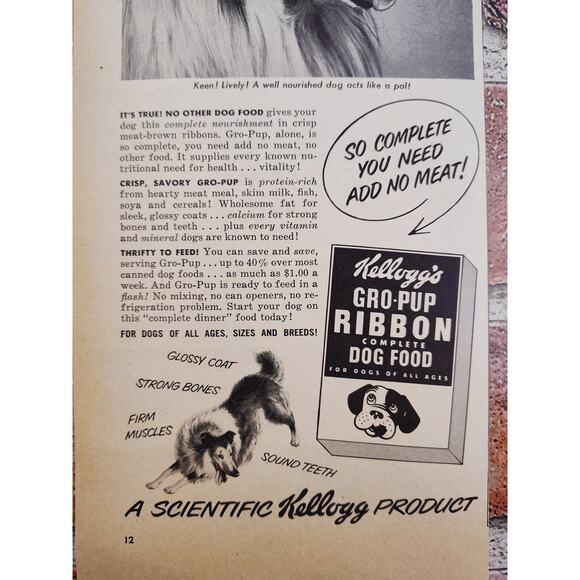 Keen! Lively! A well nourished dog acts like a pal!
IT'S TRUE! NO OTHER DOG FOOD gives your
dog this complete nourishment in crisp
meat-brown ribbons. Gro-Pup, alone, is
so complete, you need add no meat, no
other food. It supplies every known nu-
tritional need for health . . . vitality!
CRISP, SAVORY GRO-PUP is protein-rich
from hearty meat meal, skim milk, fish,
soya and cereals! Wholesome fat for
sleek, glossy coats . . . calcium for strong
bones and teeth . . . plus every vitamin
and mineral dogs are known to need!
THRIFTY TO FEED! You can save and save,
serving Gro-Pup . . . up to 40% over most
canned dog foods . . . as much as $1.00 a
week. And Gro-Pup is ready to feed in a
flash! No mixing, no can openers, no re-
frigeration problem. Start your dog on
this "complete dinner" food today!
FOR DOGS OF ALL AGES, SIZES AND BREEDS!
SO COMPLETE
YOU NEED
ADD NO MEAT!
Kellogg's
GRO-PUP
RIBBON
COMPLETE
DOG FOOD
FOR DOGS OF ALL AGES
GLOSSY COAT
STRONG BONES
FIRM
MUSCLES
SOUND TEETH
A SCIENTIFIC Kellogg PRODUCT
12